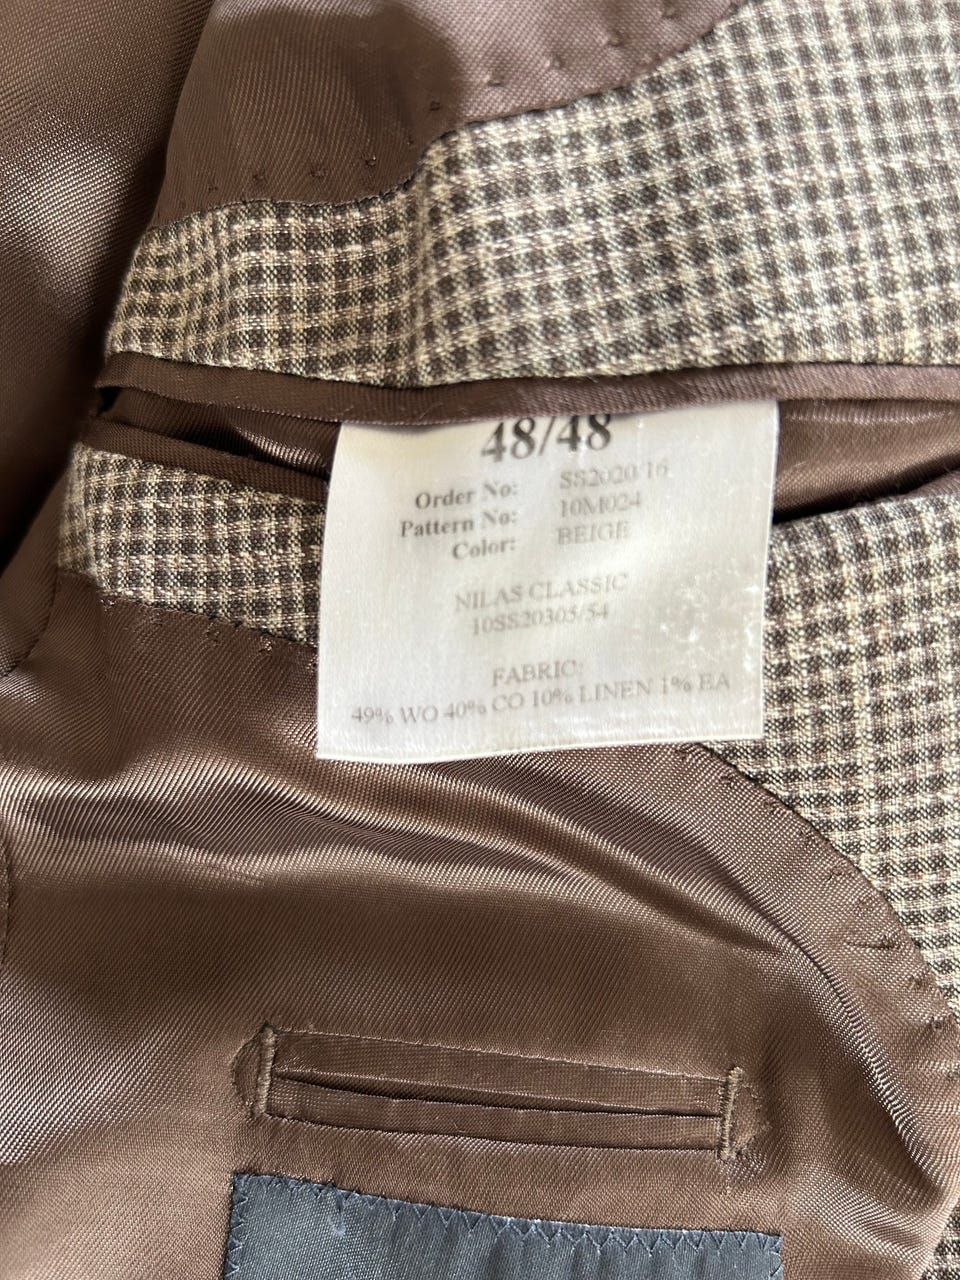 48/48
Order No: SS2020/16
Pattern No: 10M024
Color: BEIGE
NILAS CLASSIC
10SS20305/54
FABRIC:
49% WO 40% CO 10% LINEN 1% EA